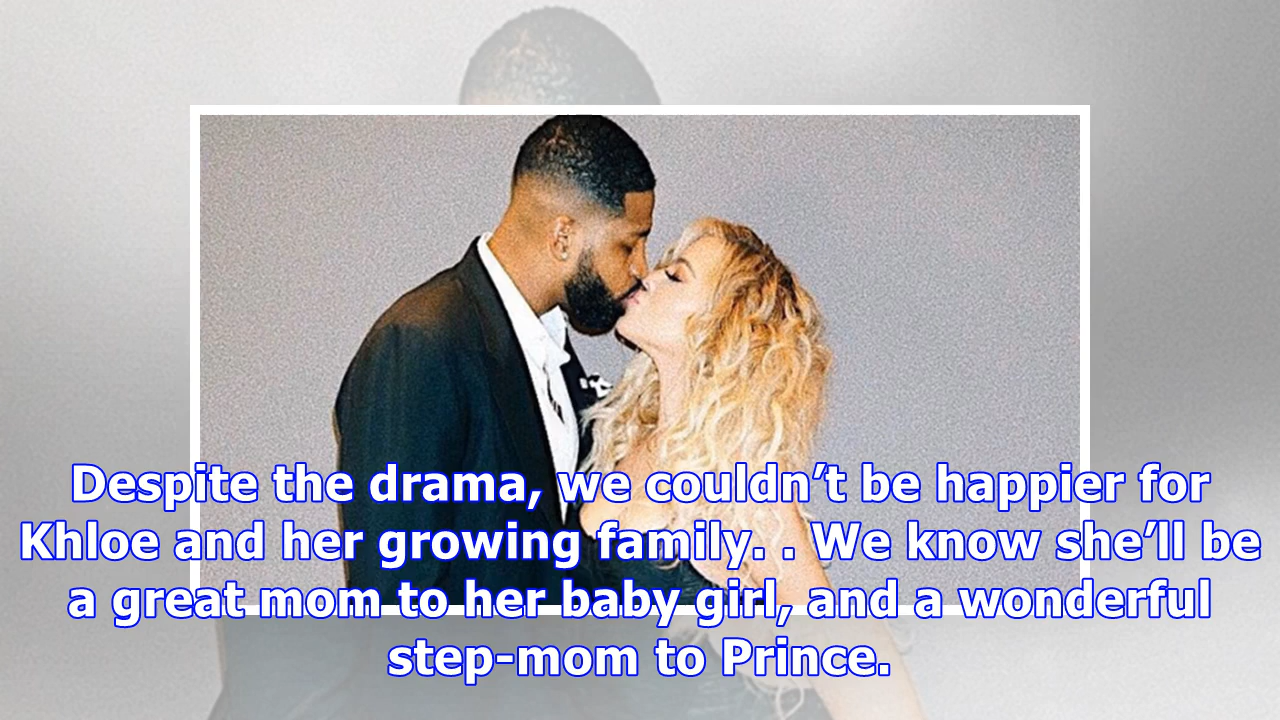 Despite the drama, we couldn’t be happier for
Khloe and her growing family. . We know she’ll be
a great mom to her baby girl, and a wonderful
step-mom to Prince.